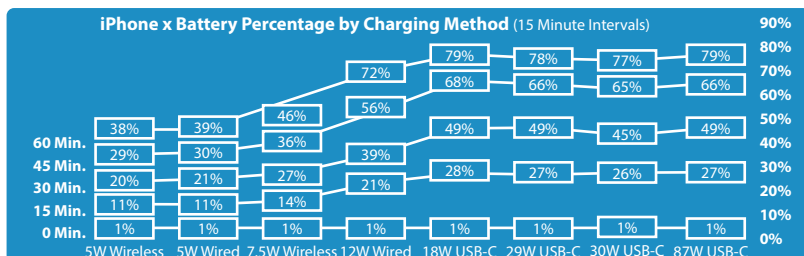 iPhone x Battery Percentage by Charging Method (15 Minute Intervals)
90%
79% 78% 77% 79% 80%
72% 70%
68% 66% 65% 66% 60%
46% 56%
38% 39% 50%
60 Min. 29% 30% 36% 49% 49% 45% 49% 40%
45 Min. 20% 21% 27% 39% 30%
30 Min. 11% 11% 14% 21% 28% 27% 26% 27% 20%
15 Min. 10%
0 Min. 1% 1% 1% 1% 1% 1% 1% 1% 0%
5W Wireless 5W Wired 7.5W Wireless 12W Wired 18W USB-C 29W USB-C 30W USB-C 87W USB-C